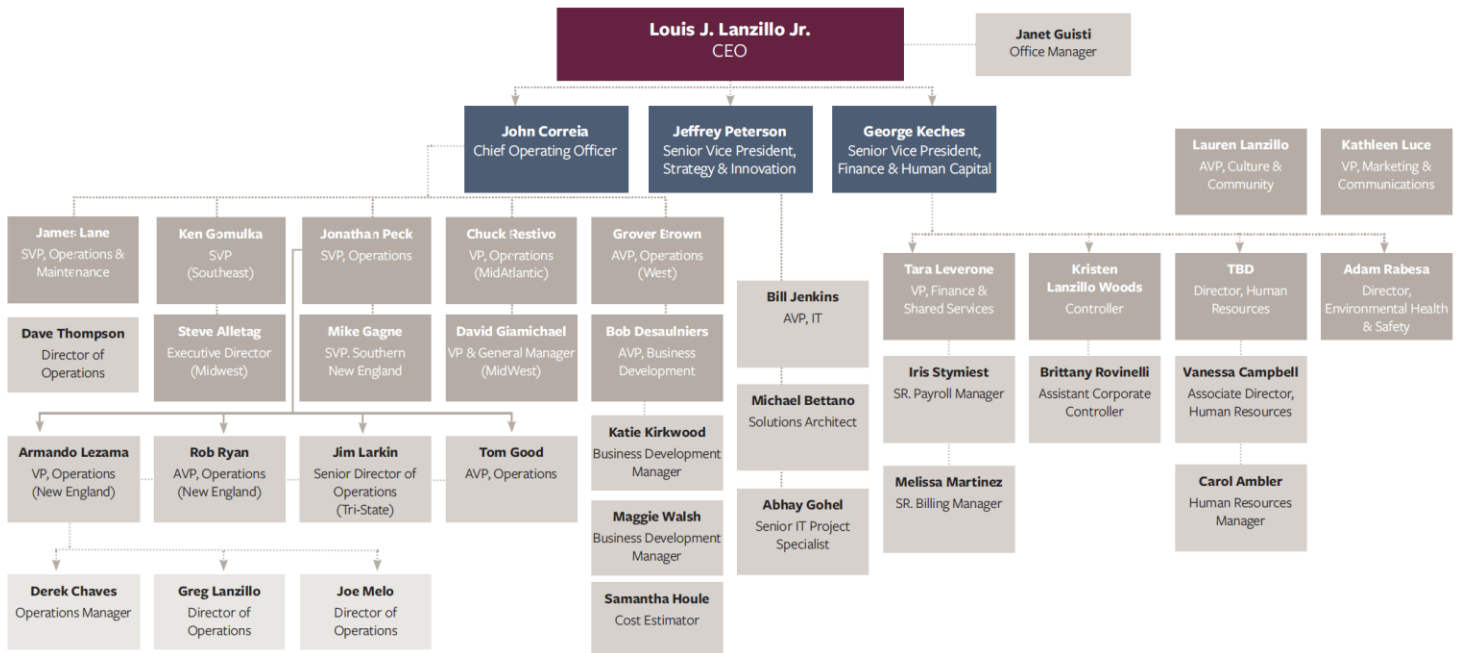 Louis J. Lanzillo Jr.
CEO
Janet Guisti
Office Manager
John Correia
Chief Operating Officer
Jeffrey Peterson
Senior Vice President,
Strategy & Innovation
George Keches
Senior Vice President,
Finance & Human Capital
Lauren Lanzillo
AVP, Culture &
Community
Kathleen Luce
VP, Marketing &
Communications
James Lane
SVP, Operations &
Maintenance
Ken Gomulka
SVP
(Southeast)
Jonathan Peck
SVP, Operations
Chuck Restivo
VP, Operations
(MidAtlantic)
Grover Brown
AVP, Operations
(West)
Dave Thompson
Director of
Operations
Steve Alletag
Executive Director
(Midwest)
Mike Gagne
SVP. Southern
New England
David Giamichael
VP & General Manager
(MidWest)
Bob Desaulniers
AVP, Business
Development
Bill Jenkins
AVP, IT
Tara Leverone
VP, Finance &
Shared Services
Kristen
Lanzillo Woods
Controller
TBD
Director, Human
Resources
Adam Rabesa
Director,
Environmental Health
& Safety
Iris Stymiest
SR. Payroll Manager
Brittany Rovinelli
Assistant Corporate
Controller
Vanessa Campbell
Associate Director,
Human Resources
Michael Bettano
Solutions Architect
Armando Lezama
VP, Operations
(New England)
Rob Ryan
AVP, Operations
(New England)
Jim Larkin
Senior Director of
Operations
(Tri-State)
Tom Good
AVP, Operations
Katie Kirkwood
Business Development
Manager
Melissa Martinez
SR. Billing Manager
Carol Ambler
Human Resources
Manager
Abhay Gohel
Senior IT Project
Specialist
Maggie Walsh
Business Development
Manager
Derek Chaves
Operations Manager
Greg Lanzillo
Director of
Operations
Joe Melo
Director of
Operations
Samantha Houle
Cost Estimator